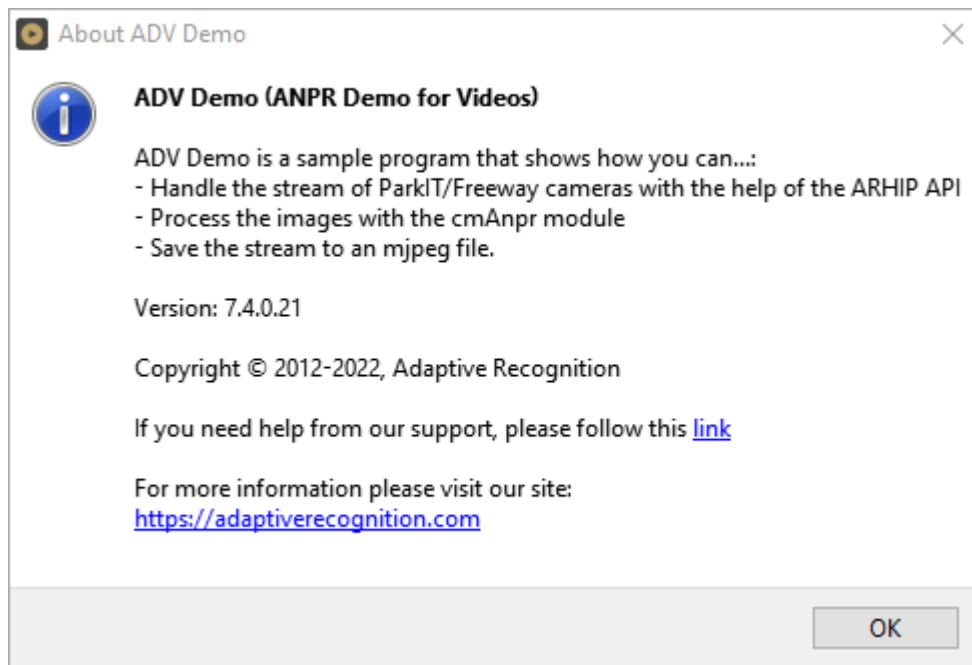 About ADV Demo
ADV Demo (ANPR Demo for Videos)
ADV Demo is a sample program that shows how you can...:
- Handle the stream of ParkIT/Freeway cameras with the help of the ARHIP API
- Process the images with the cmAnpr module
- Save the stream to an mjpeg file.
Version: 7.4.0.21
Copyright © 2012-2022, Adaptive Recognition
If you need help from our support, please follow this link
For more information please visit our site:
https://adaptiverecognition.com
OK